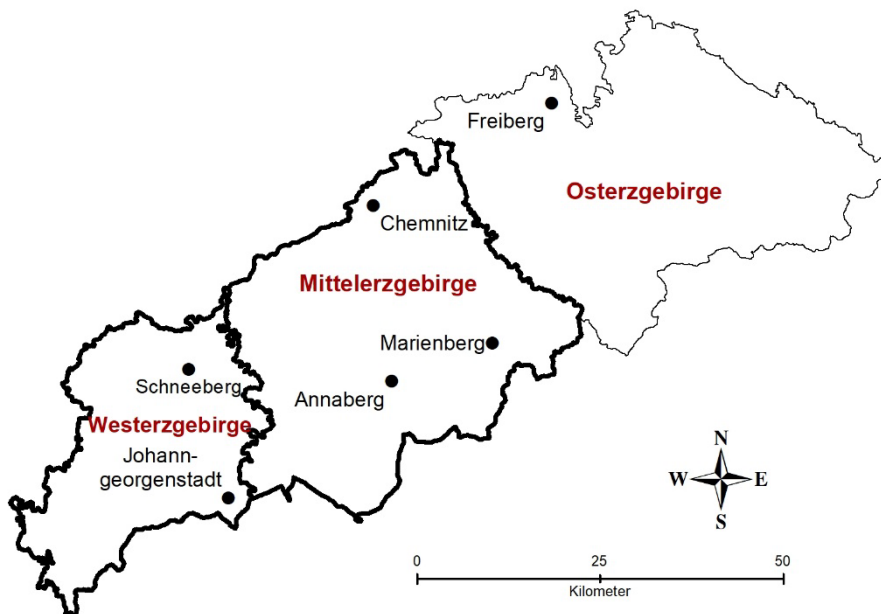 Freiberg
Osterzgebirge
Chemnitz
Mittelerzgebirge
Marienberg
Schneeberg
Annaberg
Westerzgebirge
Johann-
georgenstadt
N
W E
S
0 25 50
Kilometer